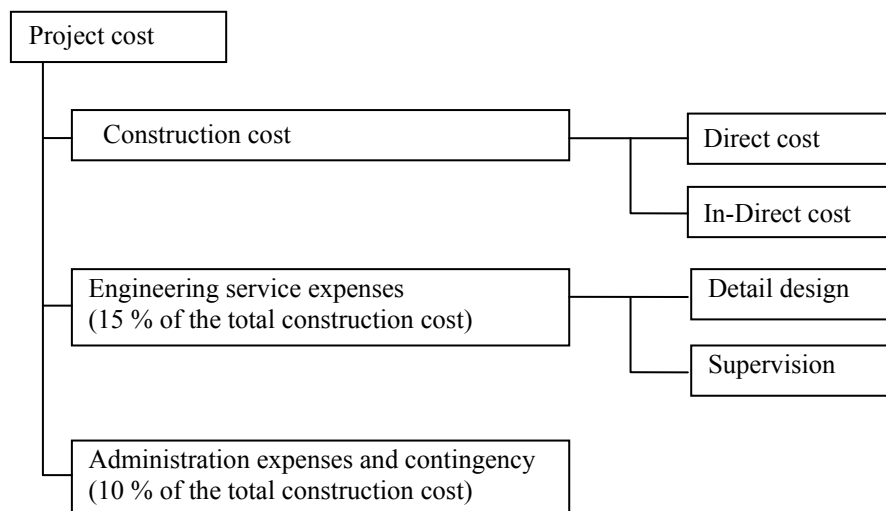 Project cost
Construction cost
Direct cost
In-Direct cost
Engineering service expenses
(15 % of the total construction cost)
Detail design
Supervision
Administration expenses and contingency
(10 % of the total construction cost)